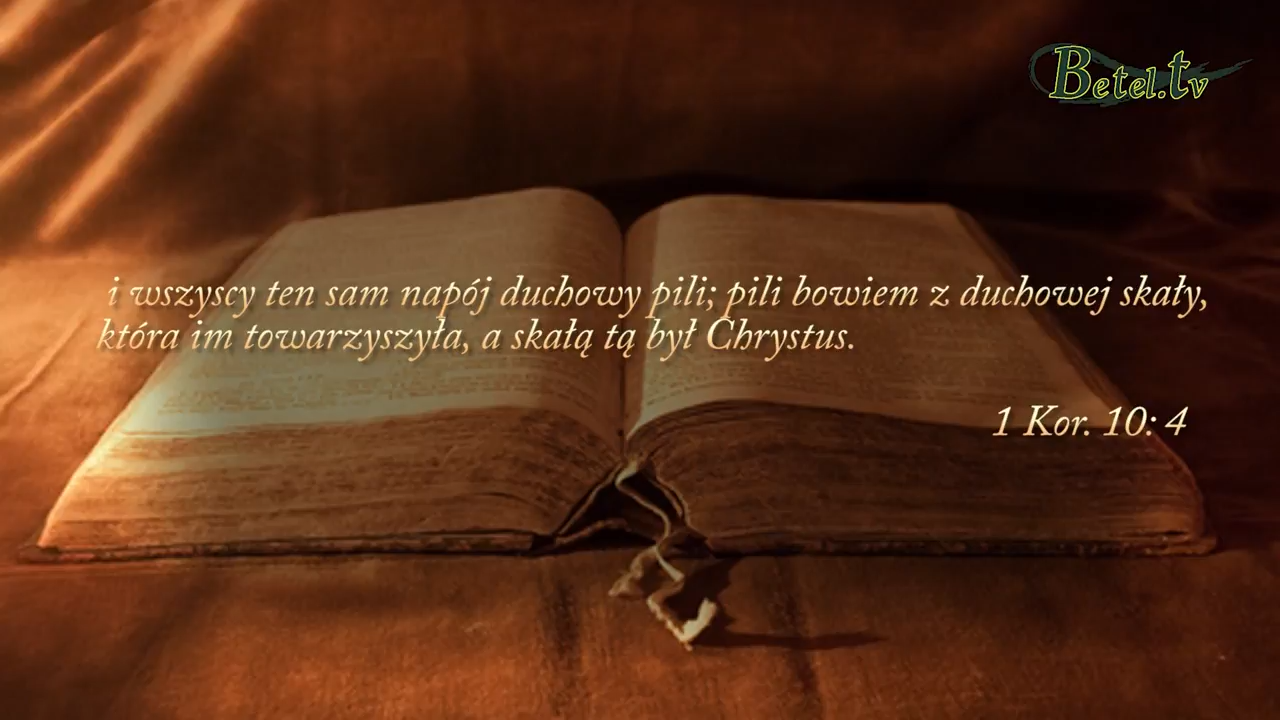 Betel.tv
i wszyscy ten sam napój duchowy pili; pili bowiem z duchowej skały,
która im towarzyszyła, a skałą tą był Chrystus.
1 Kor. 10: 4